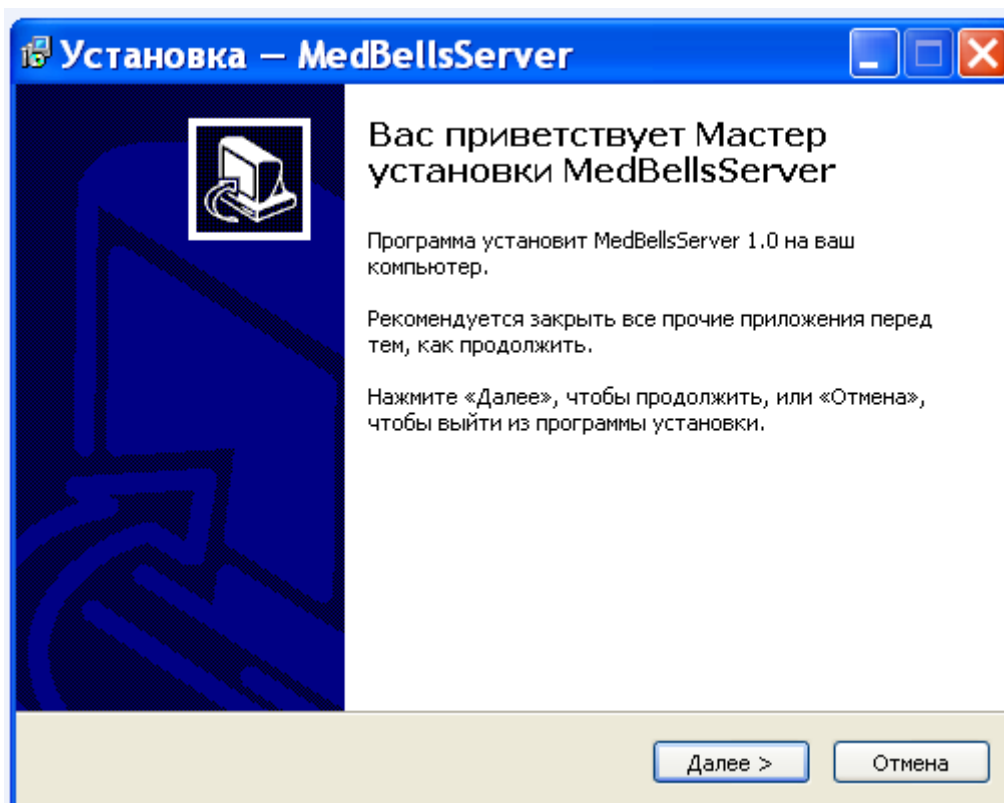 Установка — MedBellsServer
Вас приветствует Мастер
установки MedBellsServer
Программа установит MedBellsServer 1.0 на ваш
компьютер.
Рекомендуется закрыть все прочие приложения перед
тем, как продолжить.
Нажмите «Далее», чтобы продолжить, или «Отмена»,
чтобы выйти из программы установки.
Далее >
Отмена